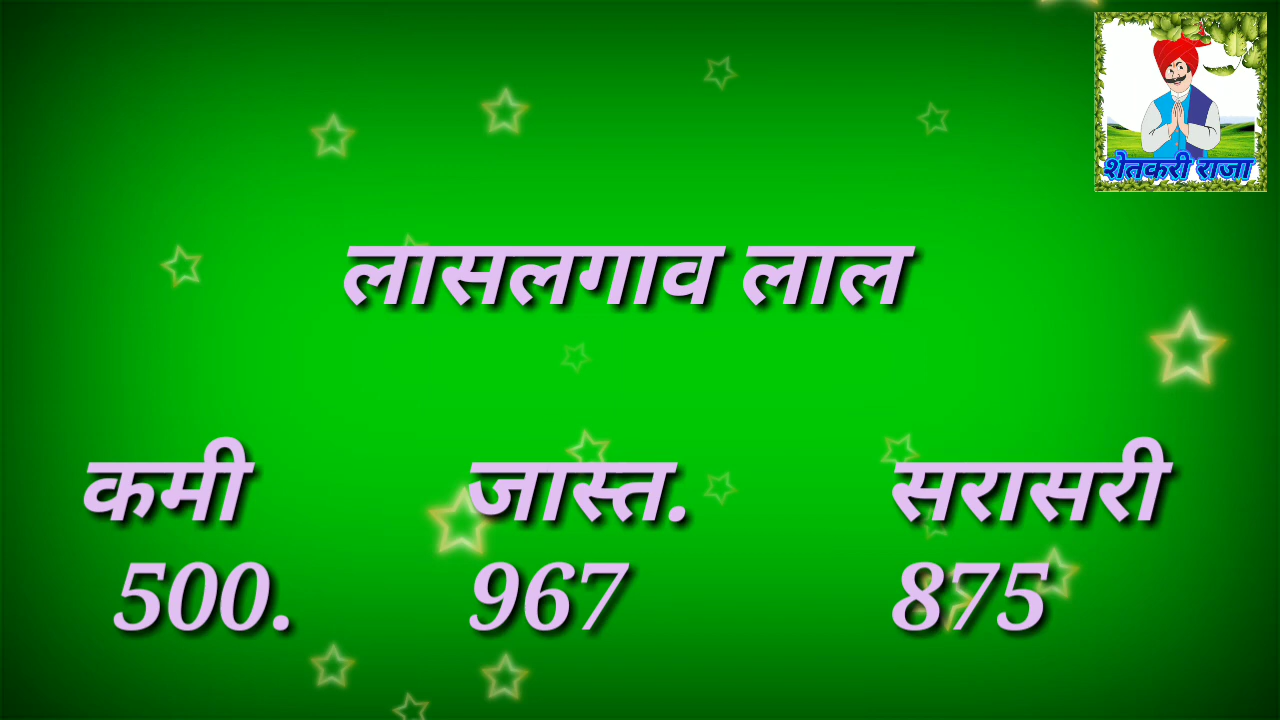 शेतकरी राजा
लासलगाव लाल
कमी जास्त. सरासरी
500. 967 875